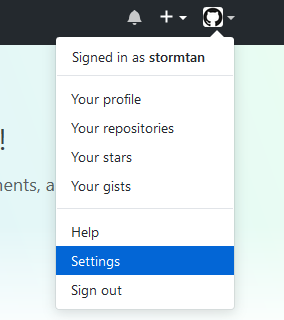 Signed in as stormtan
Your profile
!
Your repositories
Your stars
ments, a
Your gists
Help
Settings
Sign out